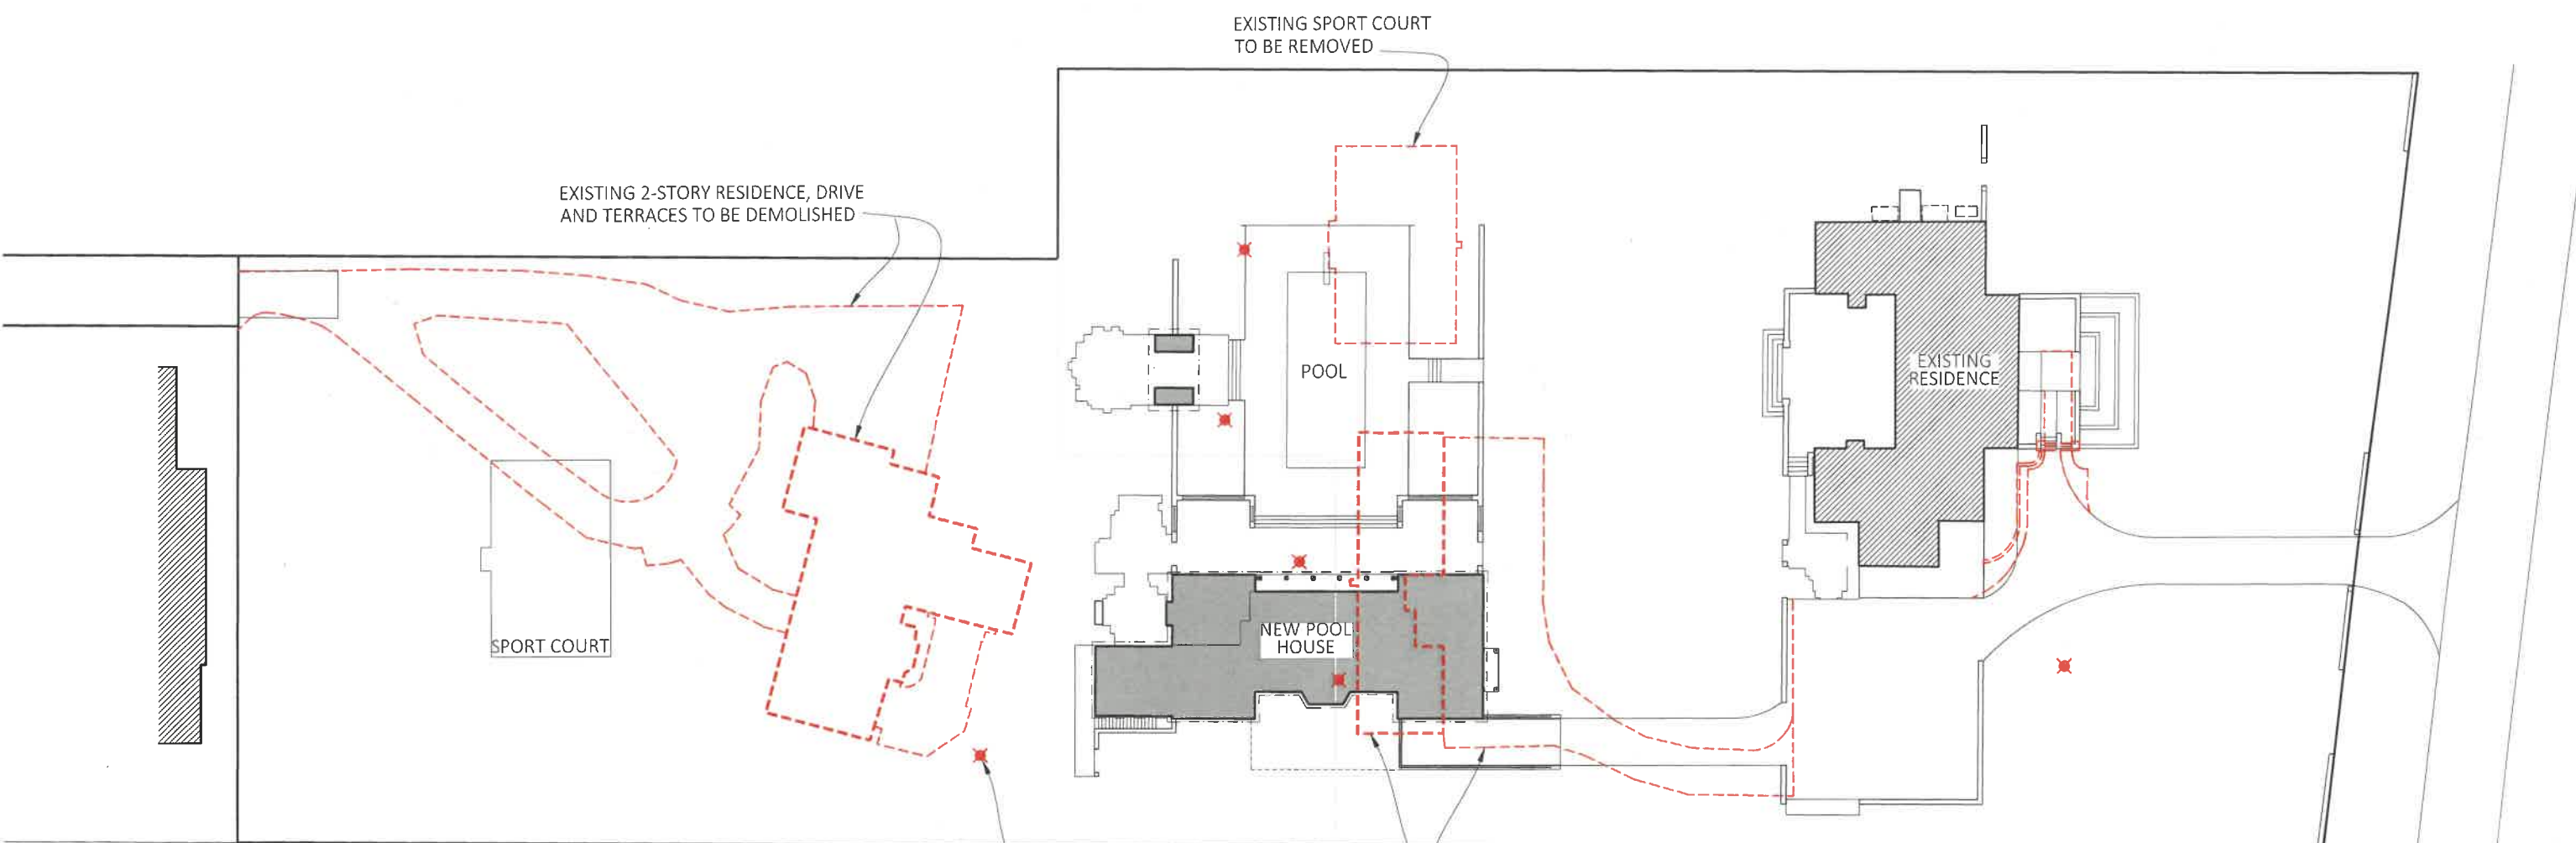 EXISTING SPORT COURT
TO BE REMOVED
EXISTING 2-STORY RESIDENCE, DRIVE
AND TERRACES TO BE DEMOLISHED
POOL
EXISTING
RESIDENCE
NEW POOL
HOUSE
SPORT COURT